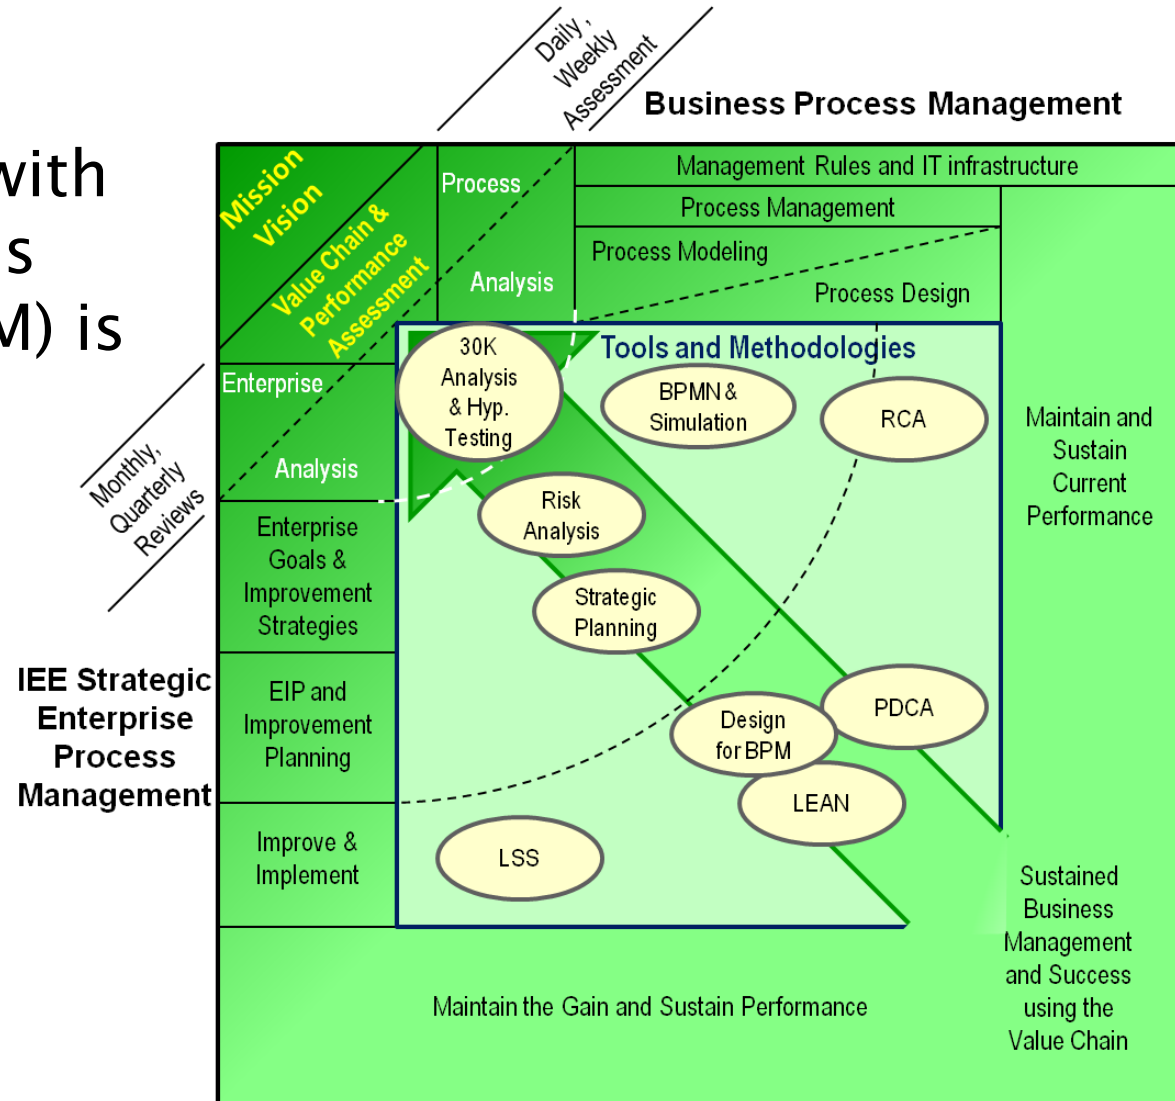 Daily,
Weekly
Assessment
Business Process Management
with
s
M) is
Mission
Vision
Value Chain &
Performance
Assessment
Process
Analysis
Management Rules and IT infrastructure
Process Management
Process Modeling
Process Design
Enterprise
Analysis
Monthly,
Quarterly
Reviews
Tools and Methodologies
30K
Analysis
& Hyp.
Testing
BPMN &
Simulation
RCA
Risk
Analysis
Strategic
Planning
Design
for BPM
PDCA
LEAN
LSS
Maintain and
Sustain
Current
Performance
Enterprise
Goals &
Improvement
Strategies
IEE Strategic
Enterprise
Process
Management
EIP and
Improvement
Planning
Improve &
Implement
Sustained
Business
Management
and Success
using the
Value Chain
Maintain the Gain and Sustain Performance